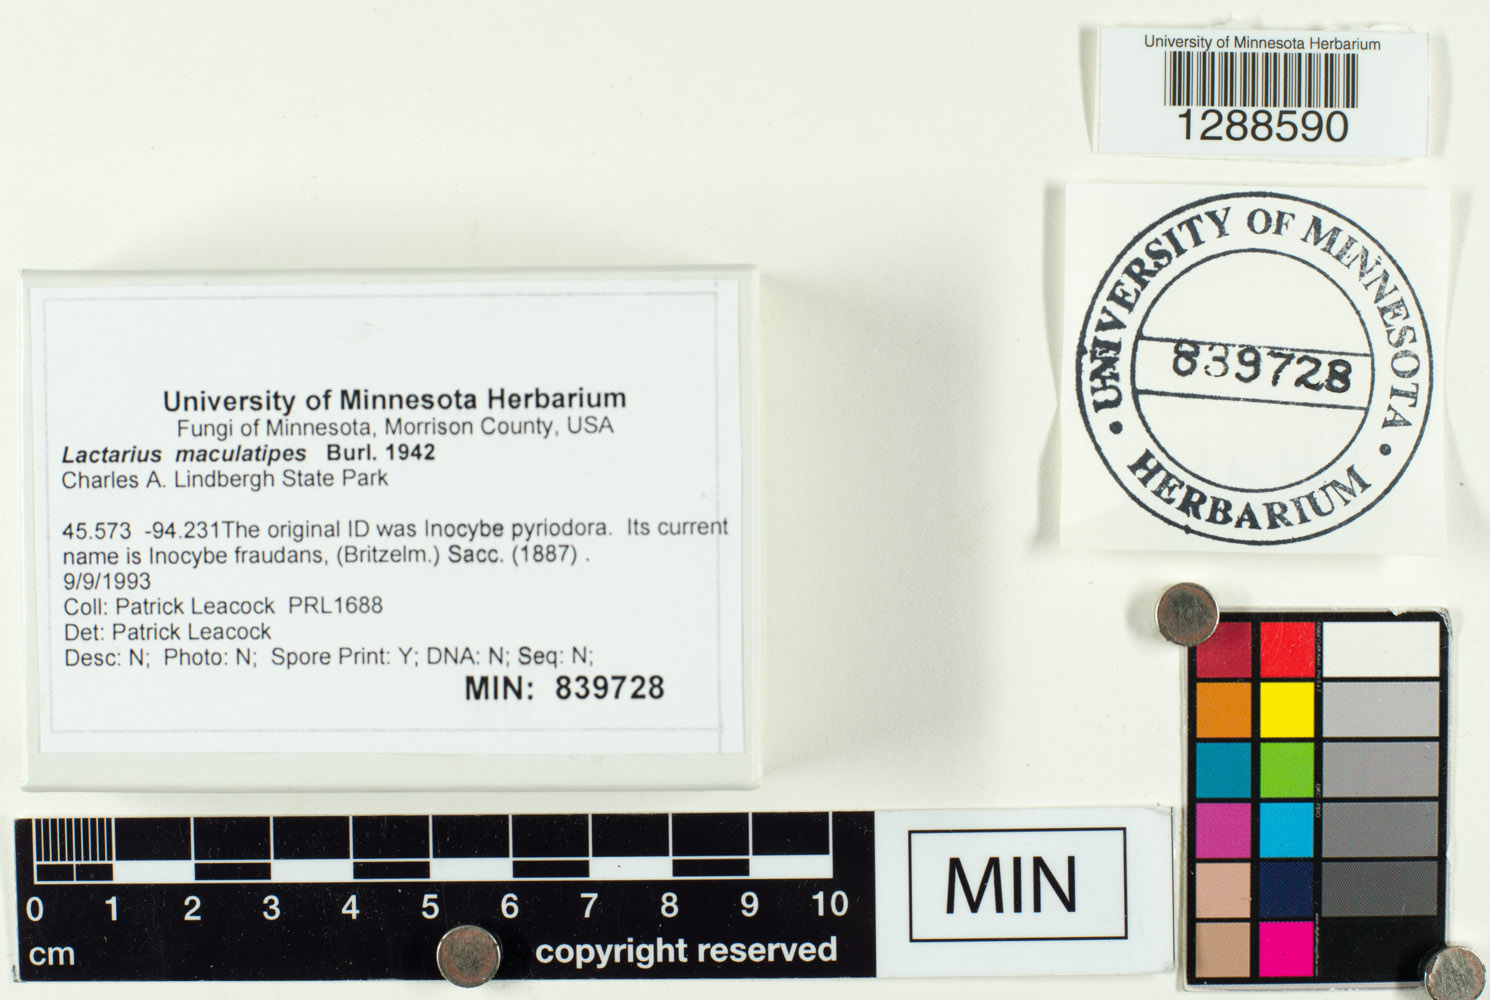 University of Minnesota Herbarium
1288590
UNIVERSITY OF MINNESOTA
839728
• HERBARIUM •
University of Minnesota Herbarium
Fungi of Minnesota, Morrison County, USA
Lactarius maculatipes Burl. 1942
Charles A. Lindbergh State Park
45.573 -94.231The original ID was Inocybe pyriodora. Its current
name is Inocybe fraudans, (Britzelm.) Sacc. (1887) .
9/9/1993
Coll: Patrick Leacock PRL1688
Det: Patrick Leacock
Desc: N; Photo: N; Spore Print: Y; DNA: N; Seq: N;
MIN: 839728
0 1 2 3 4 5 6 7 8 9 10
cm
copyright reserved
MIN